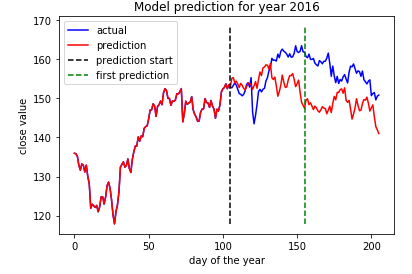 Model prediction for year 2016
170
160
150
140
130
120
close value
actual
prediction
prediction start
first prediction
0
50
100
150
200
day of the year